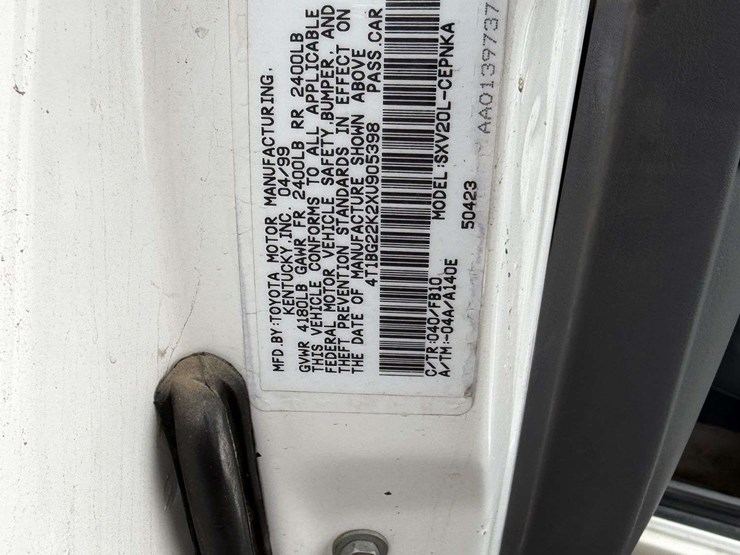 MFD.BY:TOYOTA MOTOR MANUFACTURING,
KENTUCKY,INC. 04/99
GVWR 4180LB GAWR FR 2400LB RR 2400LB
THIS VEHICLE CONFORMS TO ALL APPLICABLE
FEDERAL MOTOR VEHICLE SAFETY,BUMPER, AND
THEFT PREVENTION STANDARDS IN EFFECT ON
THE DATE OF MANUFACTURE SHOWN ABOVE
4T1BG22K2XU905398 PASS.CAR
C/TR:040/FB10 MODEL:SXV20L-CEPNKA
A/TM:-04A/A140E 50423
AA0139737